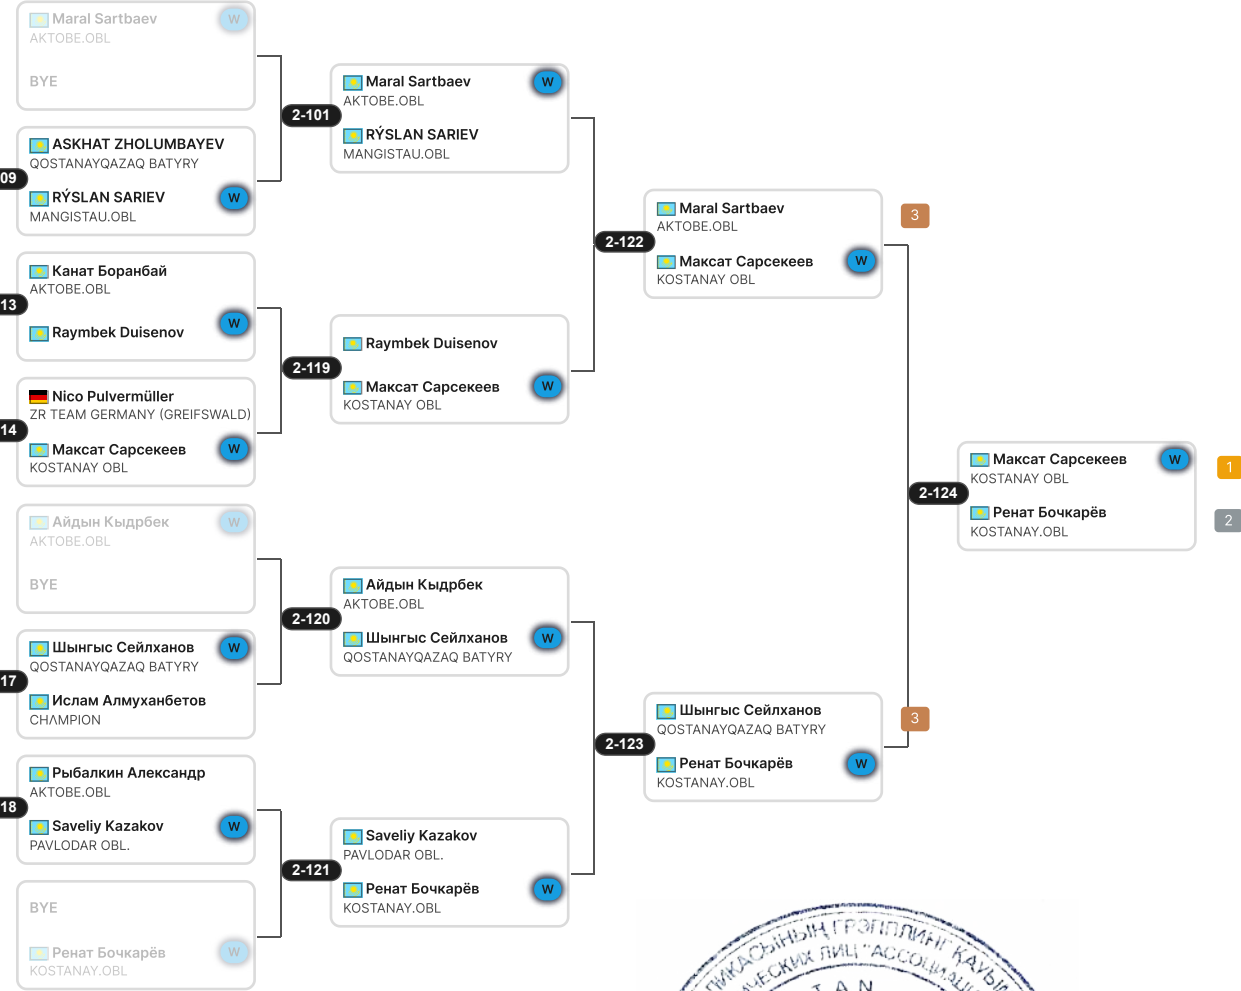 Maral Sartbaev W
AKTOBE.OBL
BYE
ASKHAT ZHOLUMBAYEV
QOSTANAYQAZAQ BATYRY
09
RÝSLAN SARIEV W
MANGISTAU.OBL
Канат Боранбай
AKTOBE.OBL
13
Raymbek Duisenov W
Nico Pulvermüller
ZR TEAM GERMANY (GREIFSWALD)
14
Максат Сарсекеев W
KOSTANAY OBL
Айдын Кыдрбек W
AKTOBE.OBL
BYE
Шынгыс Сейлханов W
QOSTANAYQAZAQ BATYRY
17
Ислам Алмуханбетов
CHΛMPION
Рыбалкин Александр
AKTOBE.OBL
18
Saveliy Kazakov W
PAVLODAR OBL.
BYE
Ренат Бочкарёв W
KOSTANAY.OBL
Maral Sartbaev W
AKTOBE.OBL
2-101
RÝSLAN SARIEV
MANGISTAU.OBL
Raymbek Duisenov
2-119
Максат Сарсекеев W
KOSTANAY OBL
Айдын Кыдрбек
AKTOBE.OBL
2-120
Шынгыс Сейлханов W
QOSTANAYQAZAQ BATYRY
Saveliy Kazakov
PAVLODAR OBL.
2-121
Ренат Бочкарёв W
KOSTANAY.OBL
Maral Sartbaev 3
AKTOBE.OBL
2-122
Максат Сарсекеев W
KOSTANAY OBL
Шынгыс Сейлханов 3
QOSTANAYQAZAQ BATYRY
2-123
Ренат Бочкарёв W
KOSTANAY.OBL
Максат Сарсекеев W 1
KOSTANAY OBL
2-124
Ренат Бочкарёв 2
KOSTANAY.OBL
ГРЭППЛИНГ
ЛИЦ "АССОЦИАЦ